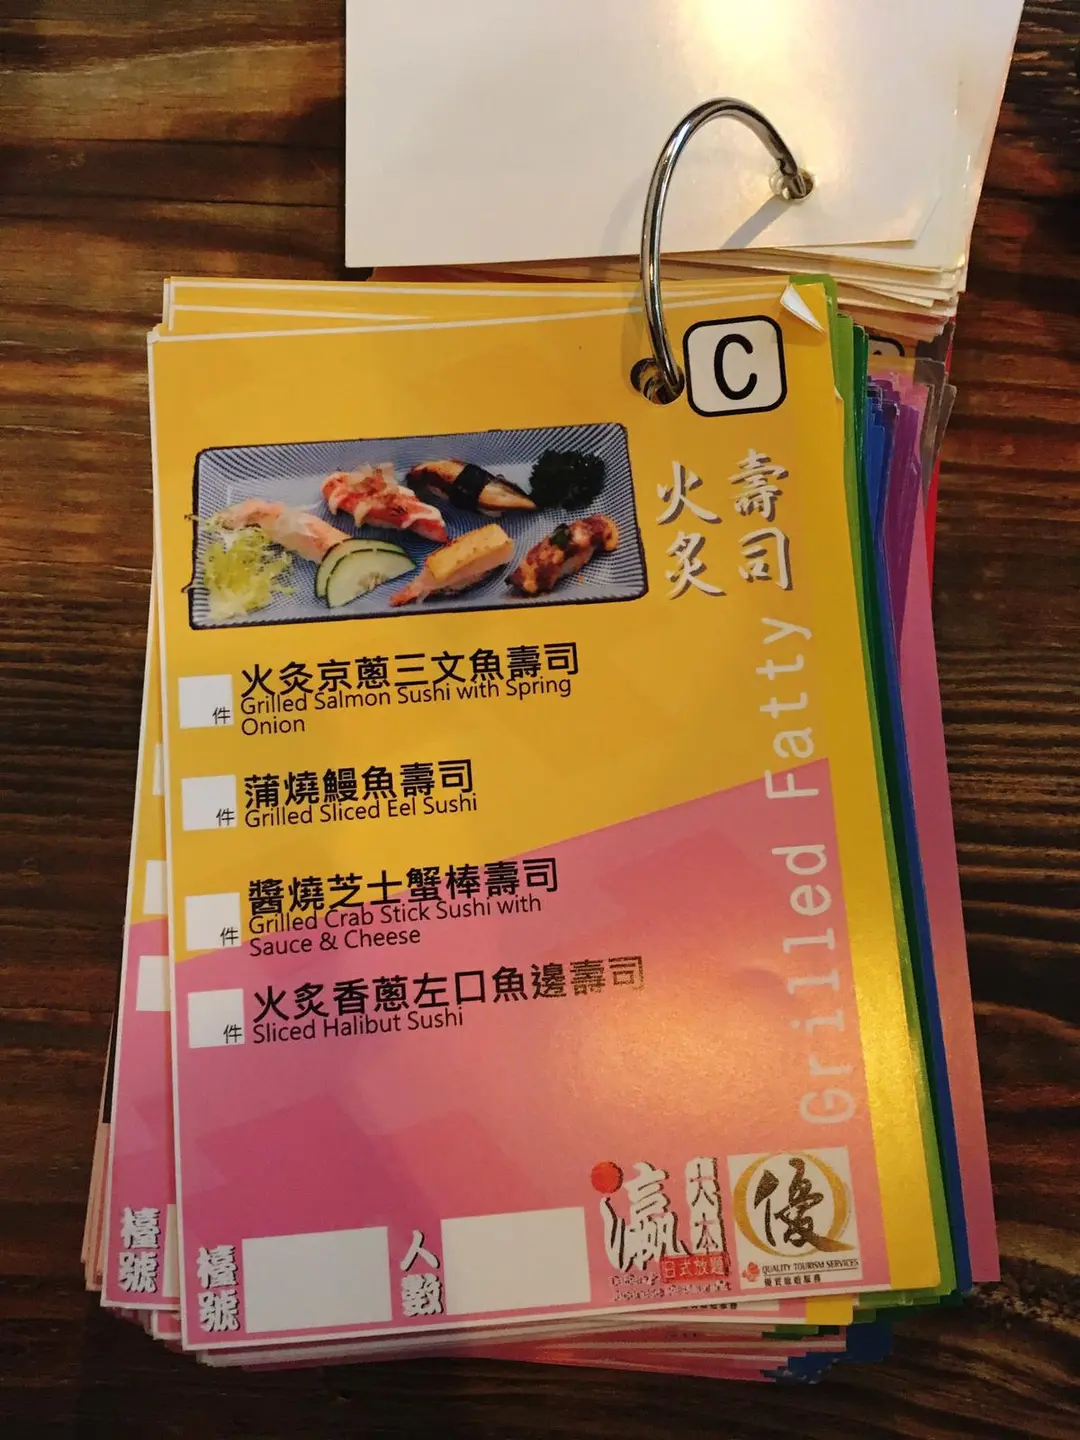 C
火炙
壽司
Grilled Fatty
火灸京蔥三文魚壽司
Grilled Salmon Sushi with Spring
Onion
件
蒲燒鰻魚壽司
Grilled Sliced Eel Sushi
件
醬燒芝士蟹棒壽司
Grilled Crab Stick Sushi with
Sauce & Cheese
件
火炙香蔥左口魚邊壽司
Sliced Halibut Sushi
件
檯號
檯號
人數
瀛
日式放題
優
QUALITY TOURISM SERVICES
優質旅遊服務